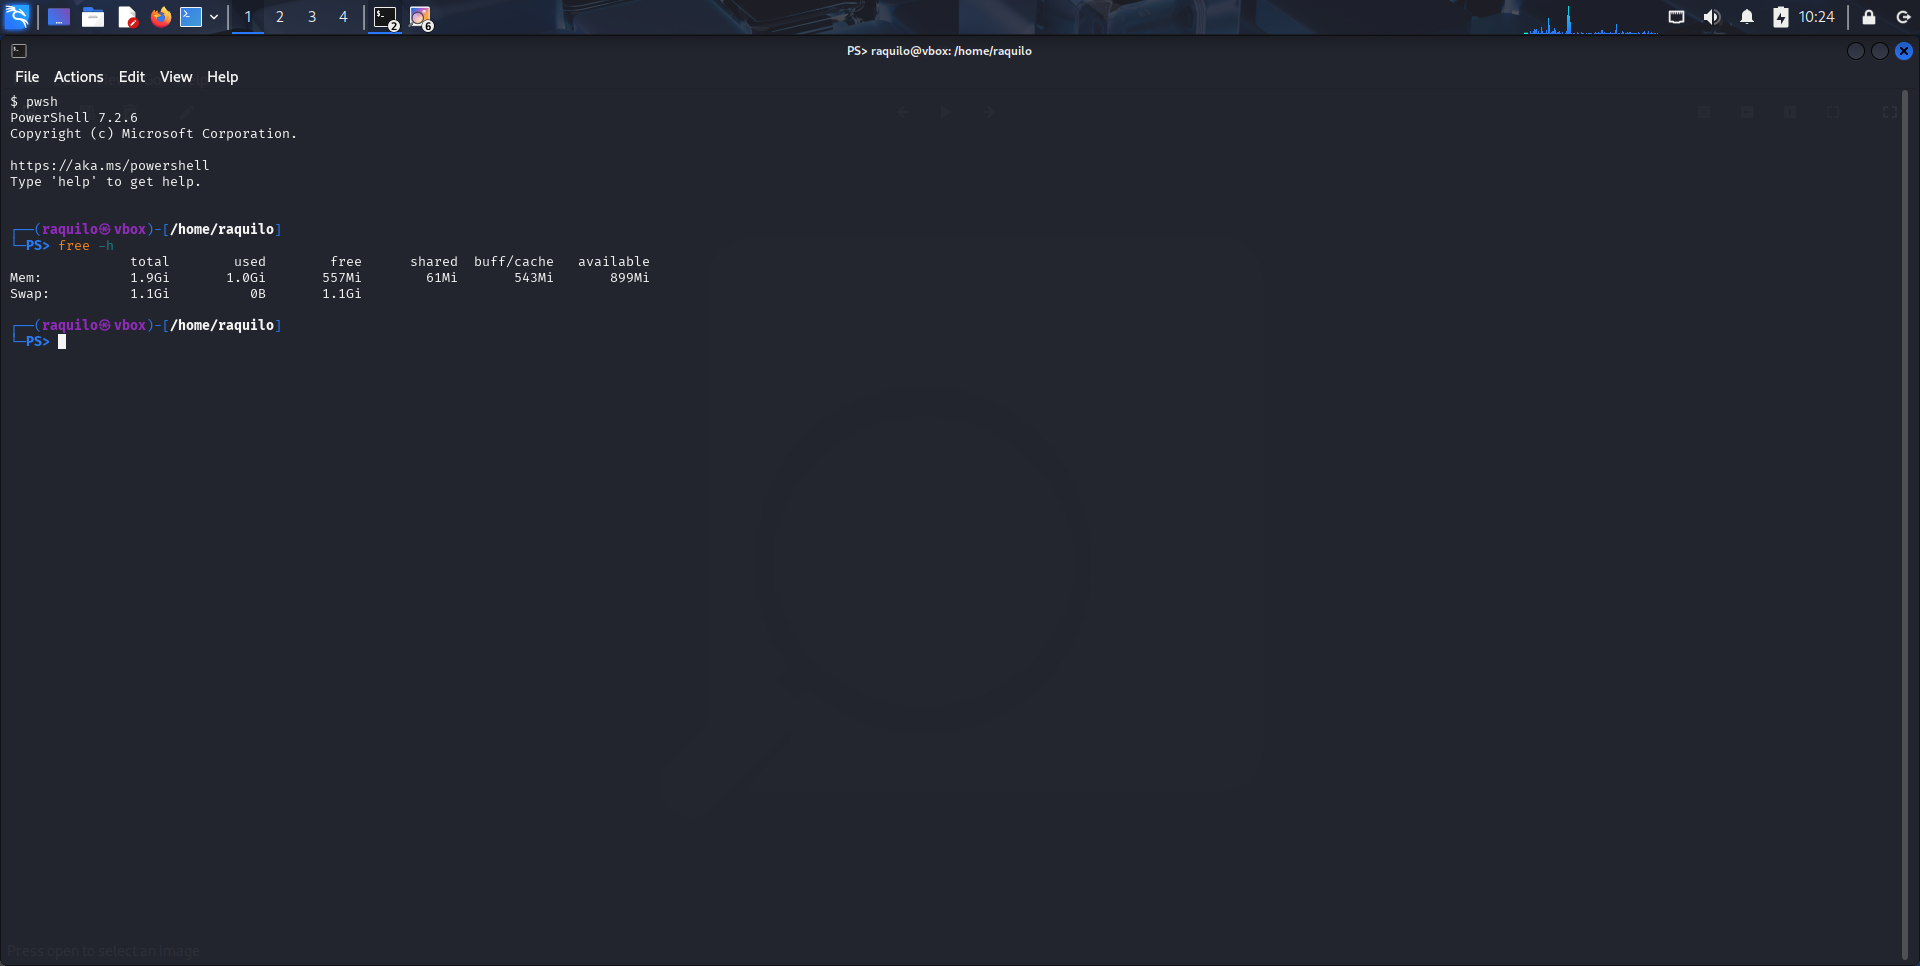 1 2 3 4 2 6 10:24
PS> raquilo@vbox: /home/raquilo
File Actions Edit View Help
$ pwsh
PowerShell 7.2.6
Copyright (c) Microsoft Corporation.
https://aka.ms/powershell
Type 'help' to get help.
┌──(raquilo㉿vbox)-[/home/raquilo]
└─PS> free -h
total used free shared buff/cache available
Mem: 1.9Gi 1.0Gi 557Mi 61Mi 543Mi 899Mi
Swap: 1.1Gi 0B 1.1Gi
┌──(raquilo㉿vbox)-[/home/raquilo]
└─PS>
Press open to select an image